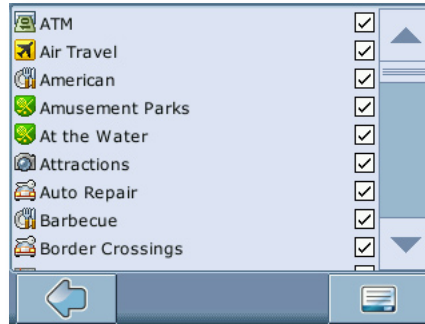 ATM
Air Travel
American
Amusement Parks
At the Water
Attractions
Auto Repair
Barbecue
Border Crossings